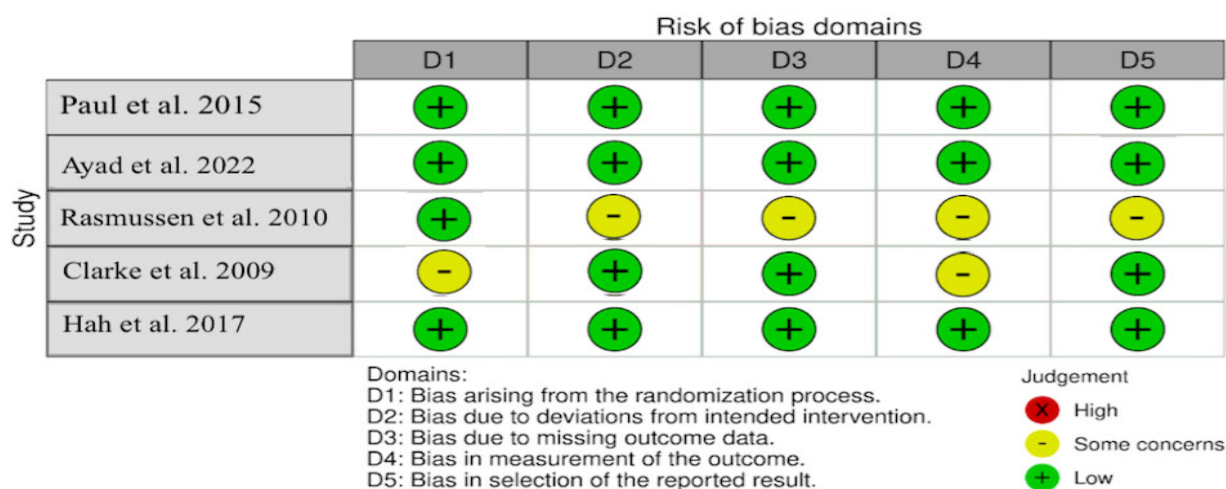 Risk of bias domains
D1 D2 D3 D4 D5
Study
Paul et al. 2015 + + + + +
Ayad et al. 2022 + + + + +
Rasmussen et al. 2010 + - - - -
Clarke et al. 2009 - + + - +
Hah et al. 2017 + + + + +
Domains:
D1: Bias arising from the randomization process.
D2: Bias due to deviations from intended intervention.
D3: Bias due to missing outcome data.
D4: Bias in measurement of the outcome.
D5: Bias in selection of the reported result.
Judgement
X High
- Some concerns
+ Low